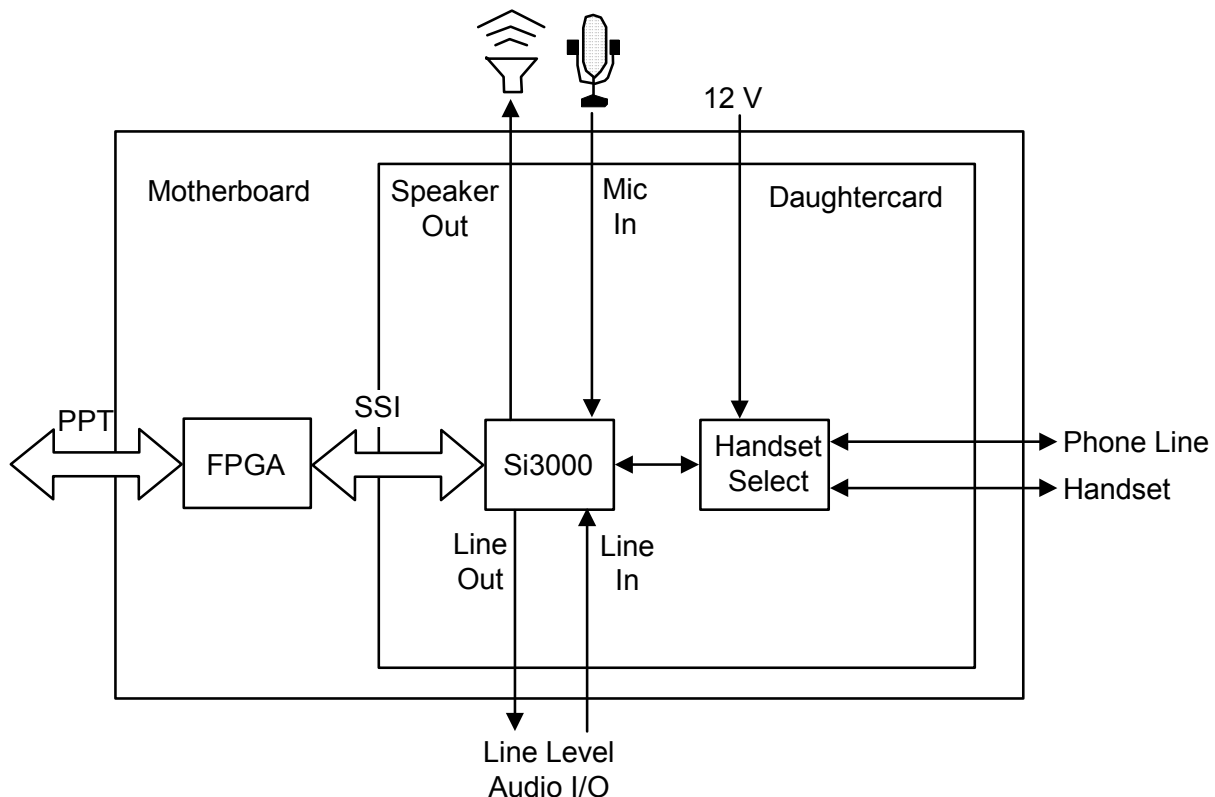 12 V
Motherboard
Speaker
Out
Mic
In
Daughtercard
PPT
FPGA
SSI
Si3000
Handset
Select
Phone Line
Handset
Line
Out
Line
In
Line Level
Audio I/O